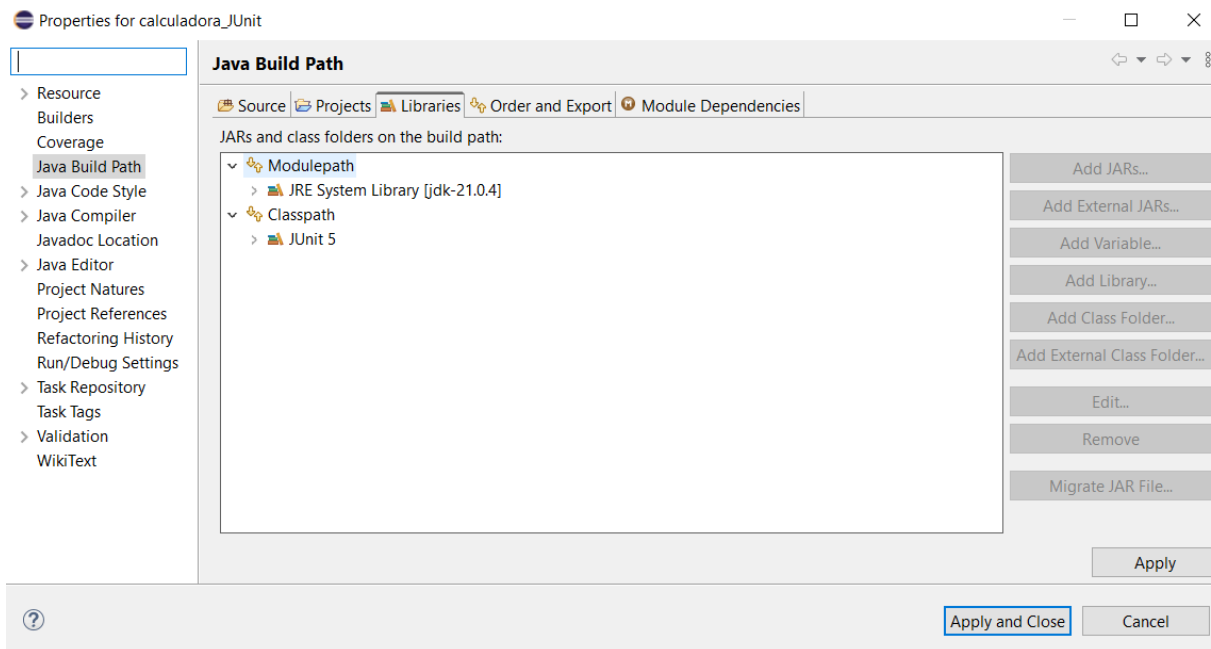 Properties for calculadora_JUnit
Java Build Path
Resource
Builders
Coverage
Java Build Path
Java Code Style
Java Compiler
Javadoc Location
Java Editor
Project Natures
Project References
Refactoring History
Run/Debug Settings
Task Repository
Task Tags
Validation
WikiText
Source Projects Libraries Order and Export Module Dependencies
JARs and class folders on the build path:
Modulepath
JRE System Library [jdk-21.0.4]
Classpath
JUnit 5
Add JARs...
Add External JARs...
Add Variable...
Add Library...
Add Class Folder...
Add External Class Folder...
Edit...
Remove
Migrate JAR File...
Apply
?
Apply and Close Cancel